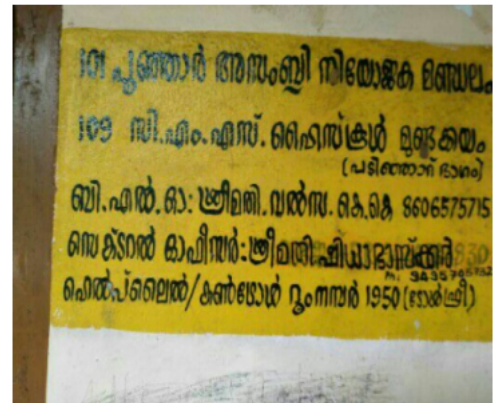 101 പൂഞ്ഞാർ അസംബ്ലി നിയോജക മണ്ഡലം
109 സി.എം.എസ്. ഹൈസ്കൂൾ മുണ്ടക്കയം
(പടിഞ്ഞാറ് ഭാഗം)
ബി.എൽ.ഓ: ശ്രീമതി.വൽസ.കെ.കെ 8606575715
സെക്ടറൽ ഓഫീസർ:ശ്രീമതി
ഹെൽപ്ലൈൻ/കൺട്രോൾ റൂംനമ്പർ 1950 (ടോൾഫ്രീ)